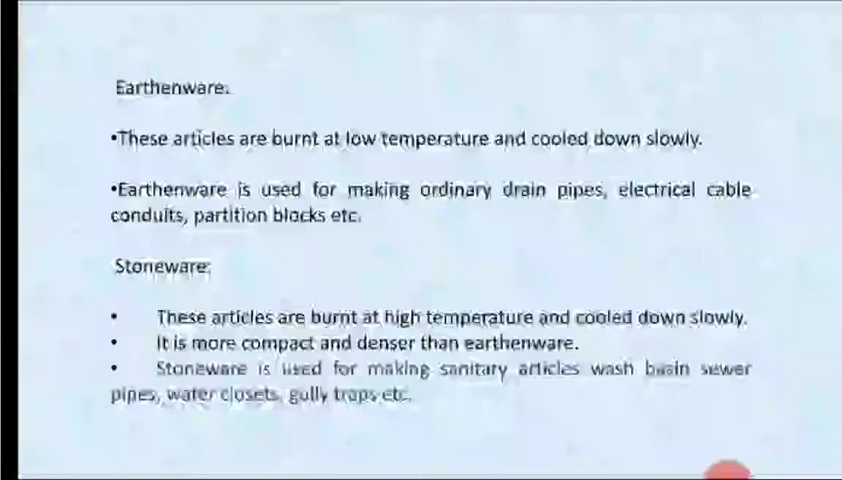 Earthenware:
•These articles are burnt at low temperature and cooled down slowly.
•Earthenware is used for making ordinary drain pipes, electrical cable
conduits, partition blocks etc.
Stoneware:
• These articles are burnt at high temperature and cooled down slowly.
• It is more compact and denser than earthenware.
• Stoneware is used for making sanitary articles wash basin sewer
pipes, water closets, gully traps etc.